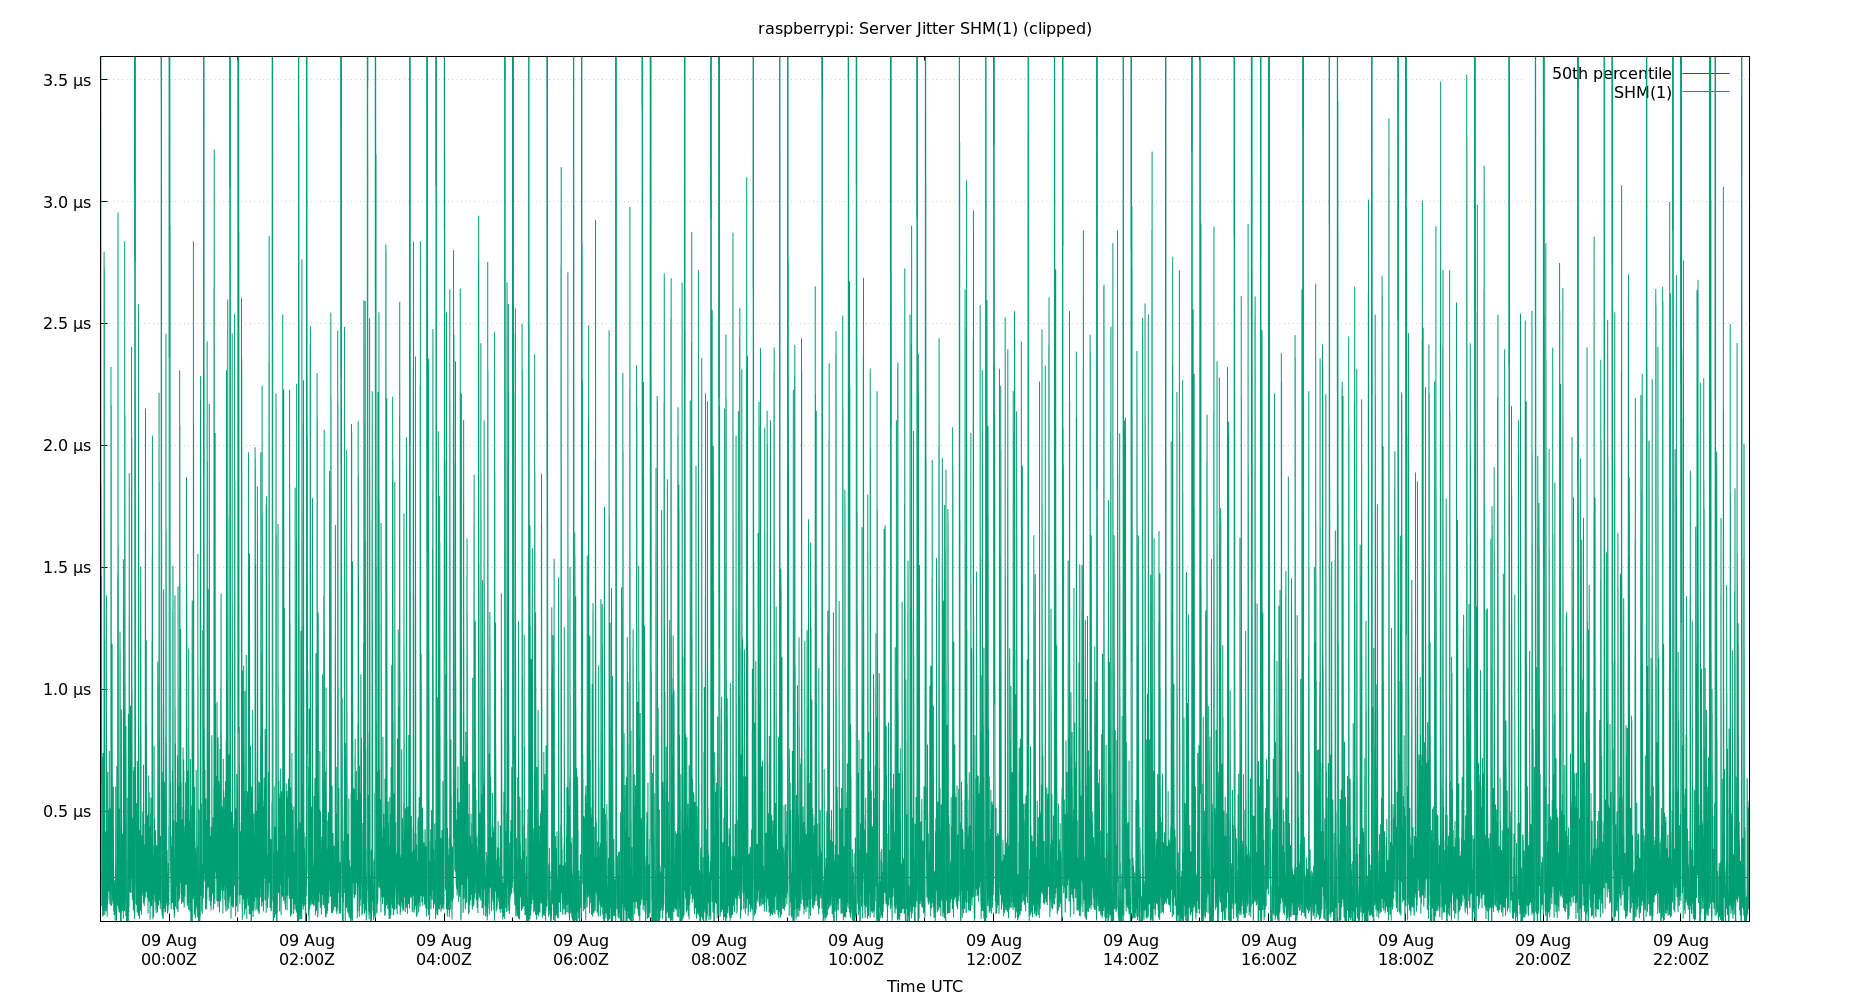 raspberrypi: Server Jitter SHM(1) (clipped)
50th percentile
SHM(1)
3.5 µs
3.0 µs
2.5 µs
2.0 µs
1.5 µs
1.0 µs
0.5 µs
09 Aug 09 Aug 09 Aug 09 Aug 09 Aug 09 Aug 09 Aug 09 Aug 09 Aug 09 Aug 09 Aug 09 Aug
00:00Z 02:00Z 04:00Z 06:00Z 08:00Z 10:00Z 12:00Z 14:00Z 16:00Z 18:00Z 20:00Z 22:00Z
Time UTC